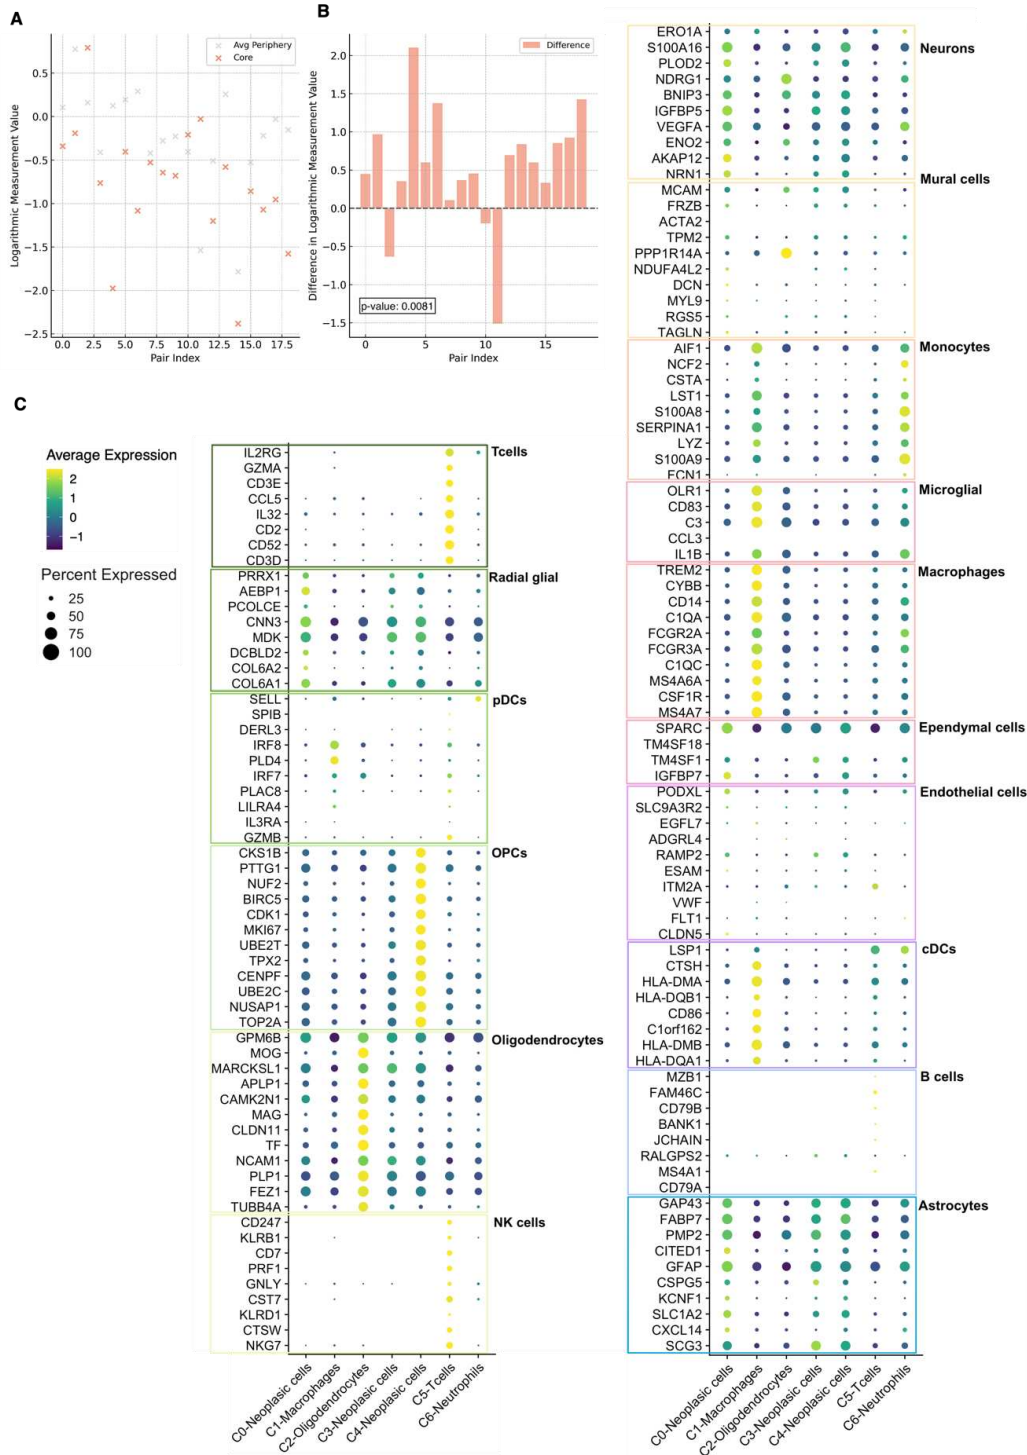 A
Avg Periphery
Core
Logarithmic Measurement Value
0.5
0.0
−0.5
−1.0
−1.5
−2.0
−2.5
0.0
2.5
5.0
7.5
10.0
12.5
15.0
17.5
Pair Index
B
Difference
Difference in Logarithmic Measurement Value
2.0
1.5
1.0
0.5
0.0
−0.5
−1.0
−1.5
p-value: 0.0081
0
5
10
15
Pair Index
C
Average Expression
2
1
0
−1
Percent Expressed
25
50
75
100
Tcells
IL2RG
GZMA
CD3E
CCL5
IL32
CD2
CD52
CD3D
Radial glial
PRRX1
AEBP1
PCOLCE
CNN3
MDK
DCBLD2
COL6A2
COL6A1
pDCs
SELL
SPIB
DERL3
IRF8
PLD4
IRF7
PLAC8
LILRA4
IL3RA
GZMB
OPCs
CKS1B
PTTG1
NUF2
BIRC5
CDK1
MKI67
UBE2T
TPX2
CENPF
UBE2C
NUSAP1
TOP2A
Oligodendrocytes
GPM6B
MOG
MARCKSL1
APLP1
CAMK2N1
MAG
CLDN11
TF
NCAM1
PLP1
FEZ1
TUBB4A
NK cells
CD247
KLRB1
CD7
PRF1
GNLY
CST7
KLRD1
CTSW
NKG7
C0-Neoplasic cells
C1-Macrophages
C2-Oligodendrocytes
C3-Neoplasic cells
C4-Neoplasic cells
C5-Tcells
C6-Neutrophils
Neurons
ERO1A
S100A16
PLOD2
NDRG1
BNIP3
IGFBP5
VEGFA
ENO2
AKAP12
NRN1
Mural cells
MCAM
FRZB
ACTA2
TPM2
PPP1R14A
NDUFA4L2
DCN
MYL9
RGS5
TAGLN
Monocytes
AIF1
NCF2
CSTA
LST1
S100A8
SERPINA1
LYZ
S100A9
FCN1
Microglial
OLR1
CD83
C3
CCL3
IL1B
Macrophages
TREM2
CYBB
CD14
C1QA
FCGR2A
FCGR3A
C1QC
MS4A6A
CSF1R
MS4A7
Ependymal cells
SPARC
TM4SF18
TM4SF1
IGFBP7
Endothelial cells
PODXL
SLC9A3R2
EGFL7
ADGRL4
RAMP2
ESAM
ITM2A
VWF
FLT1
CLDN5
cDCs
LSP1
CTSH
HLA-DMA
HLA-DQB1
CD86
C1orf162
HLA-DMB
HLA-DQA1
B cells
MZB1
FAM46C
CD79B
BANK1
JCHAIN
RALGPS2
MS4A1
CD79A
Astrocytes
GAP43
FABP7
PMP2
CITED1
GFAP
CSPG5
KCNF1
SLC1A2
CXCL14
SCG3
C0-Neoplasic cells
C1-Macrophages
C2-Oligodendrocytes
C3-Neoplasic cells
C4-Neoplasic cells
C5-Tcells
C6-Neutrophils